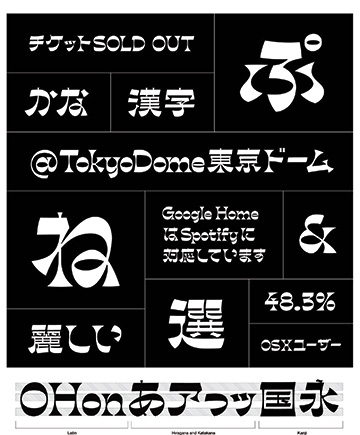 チケットSOLD OUT
ぷ
かな
漢字
@TokyoDome東京ドーム
ね
Google Home
はSpotifyに
対応しています
&
麗しい
選
48.3%
OSXユーザー
OHonあアっッ国永
Latin
Hiragana and Katakana
Kanji